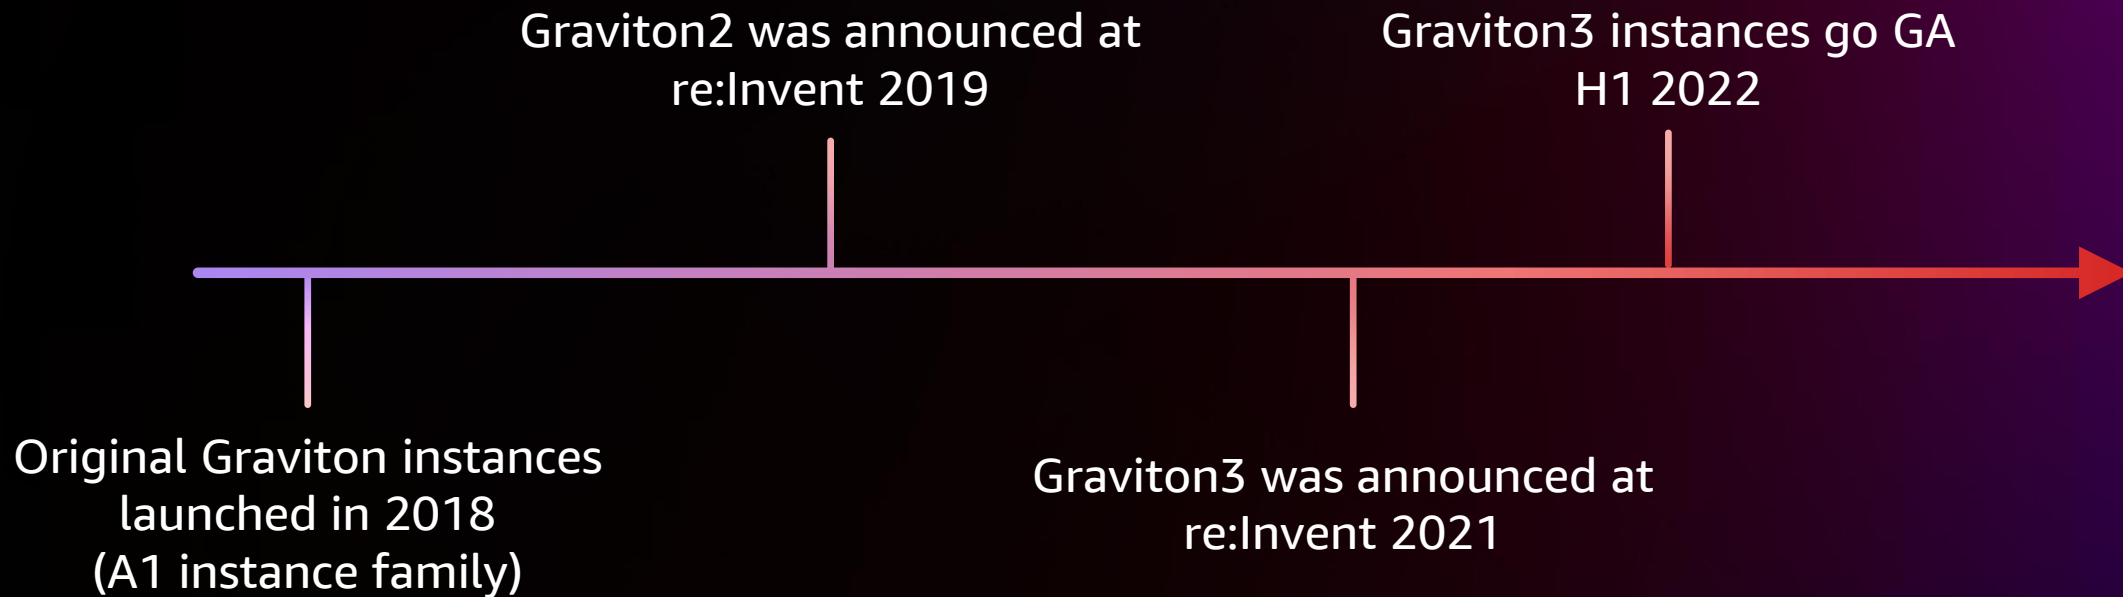 Graviton2 was announced at
re:Invent 2019
Graviton3 instances go GA
H1 2022
Original Graviton instances
launched in 2018
(A1 instance family)
Graviton3 was announced at
re:Invent 2021